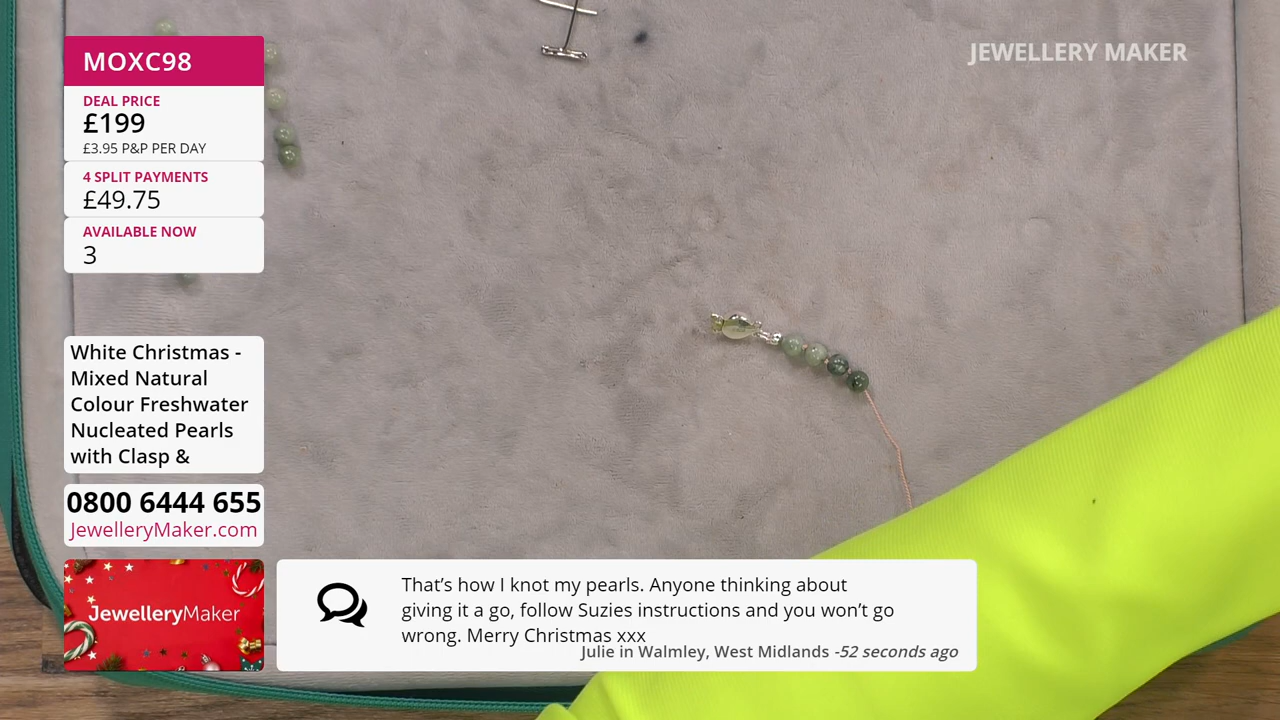 MOXC98
DEAL PRICE
£199
£3.95 P&P PER DAY
4 SPLIT PAYMENTS
£49.75
AVAILABLE NOW
3
White Christmas -
Mixed Natural
Colour Freshwater
Nucleated Pearls
with Clasp &
0800 6444 655
JewelleryMaker.com
JewelleryMaker
JEWELLERY MAKER
That's how I knot my pearls. Anyone thinking about
giving it a go, follow Suzies instructions and you won't go
wrong. Merry Christmas xxx
Julie in Walmley, West Midlands -52 seconds ago